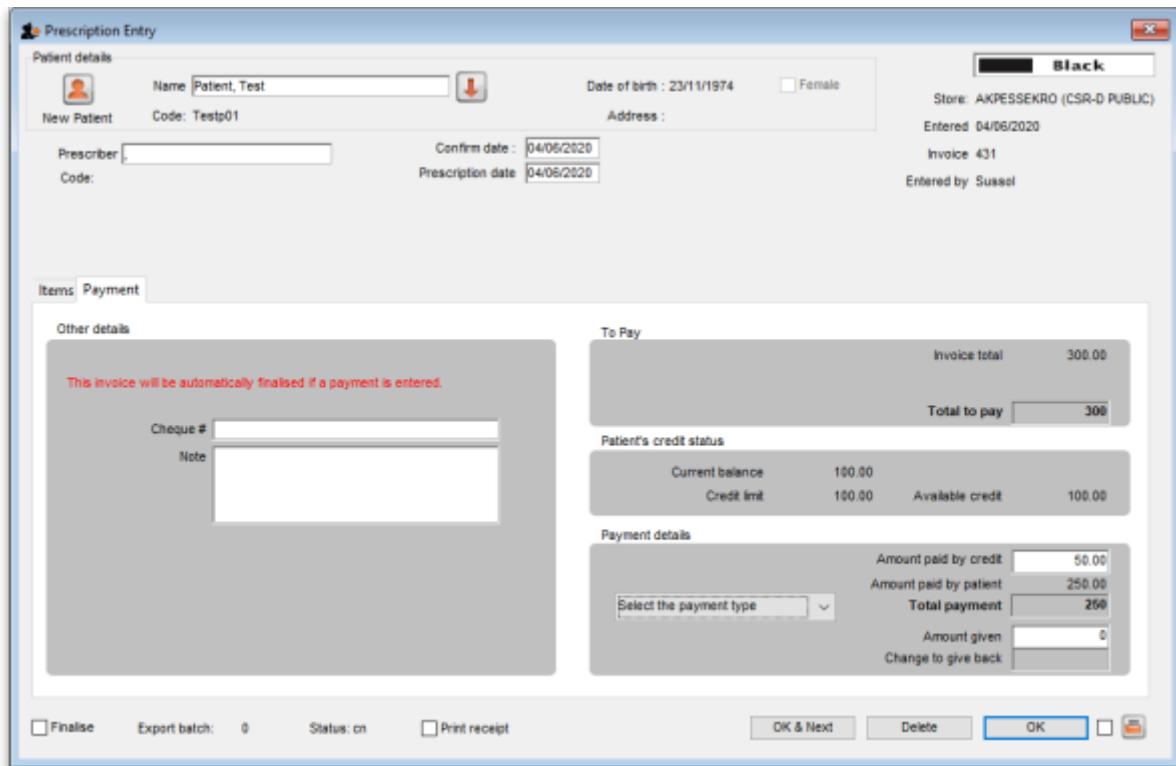 Prescription Entry
Patient details
Black
Name Patient, Test
Date of birth : 23/11/1974
Female
Store: AKPESSEKRO (CSR-D PUBLIC)
New Patient
Code: Testp01
Address :
Entered 04/06/2020
Prescriber ,
Confirm date : 04/06/2020
Invoice 431
Code:
Prescription date 04/06/2020
Entered by Sussol
Items Payment
Other details
This invoice will be automatically finalised if a payment is entered.
Cheque #
Note
To Pay
Invoice total 300.00
Total to pay 300
Patient's credit status
Current balance 100.00
Credit limit 100.00 Available credit 100.00
Payment details
Amount paid by credit 50.00
Amount paid by patient 250.00
Select the payment type
Total payment 250
Amount given 0
Change to give back
Finalise Export batch: 0 Status: cn Print receipt OK & Next Delete OK